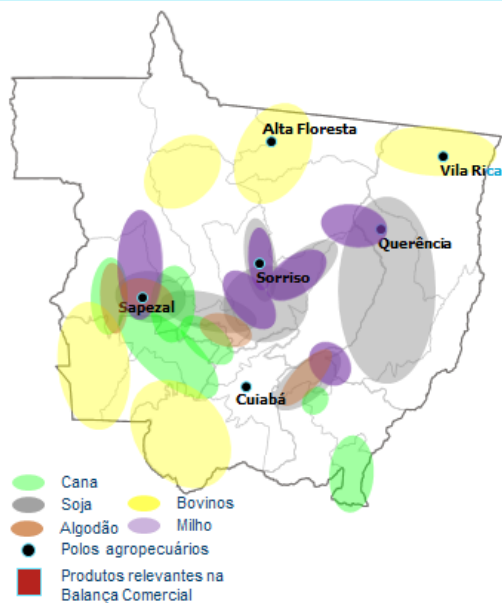 Alta Floresta
Vila Rica
Querência
Sorriso
Sapezal
Cuiabá
Cana
Soja
Bovinos
Algodão
Milho
Polos agropecuários
Produtos relevantes na
Balança Comercial